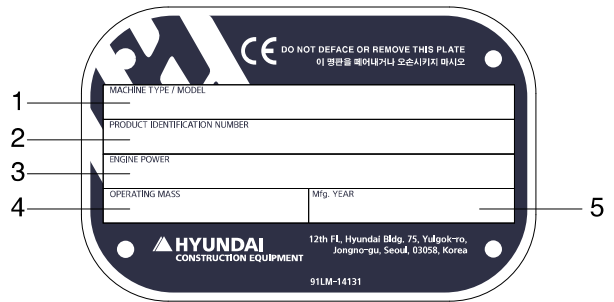 CE DO NOT DEFACE OR REMOVE THIS PLATE
이 명판을 떼어내거나 오손시키지 마시오
1 MACHINE TYPE / MODEL
2 PRODUCT IDENTIFICATION NUMBER
3 ENGINE POWER
4 OPERATING MASS Mfg. YEAR 5
HYUNDAI
CONSTRUCTION EQUIPMENT
12th Fl., Hyundai Bldg. 75, Yulgok-ro,
Jongno-gu, Seoul, 03058, Korea
91LM-14131